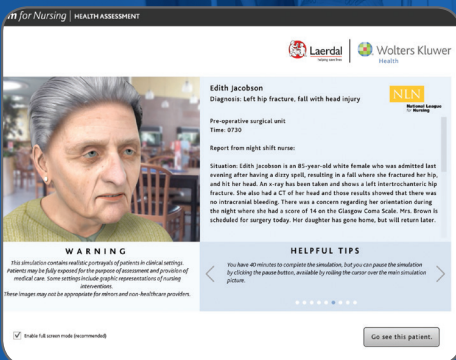 m for Nursing | HEALTH ASSESSMENT
Laerdal
helping save lives
Wolters Kluwer
Health
Edith Jacobson
Diagnosis: Left hip fracture, fall with head injury
NLN
National League
for Nursing
Pre-operative surgical unit
Time: 0730
Report from night shift nurse:
Situation: Edith Jacobson is an 85-year-old white female who was admitted last
evening after having a dizzy spell, resulting in a fall where she fractured her hip,
and hit her head. An x-ray has been taken and shows a left intertrochanteric hip
fracture. She also had a CT of her head and those results showed that there was
no intracranial bleeding. There was a concern regarding her orientation during
the night where she had a score of 14 on the Glasgow Coma Scale. Mrs. Brown is
scheduled for surgery today. Her daughter has gone home, but will return later.
WARNING
This simulation contains realistic portrayals of patients in clinical settings.
Patients may be fully exposed for the purpose of assessment and provision of
medical care. Some settings include graphic representations of nursing
interventions.
These images may not be appropriate for minors and non-healthcare providers.
HELPFUL TIPS
You have 40 minutes to complete the simulation, but you can pause the simulation
by clicking the pause button, available by roding the cursor over the main simulation
picture.
Enable full screen mode (recommended)
Go see this patient.